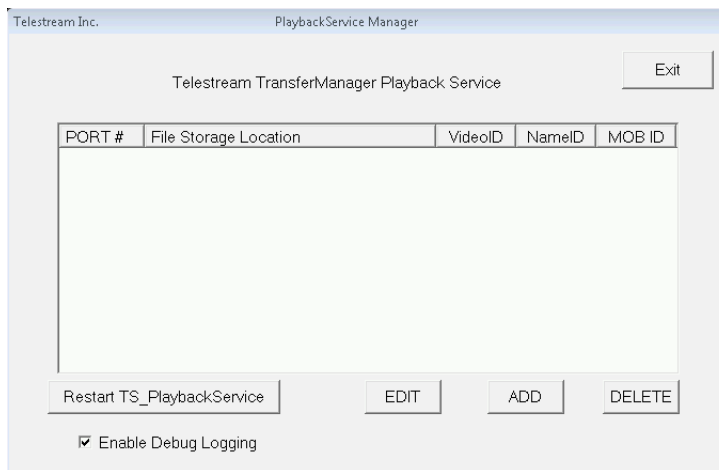 Telestream Inc. PlaybackService Manager
Exit
Telestream TransferManager Playback Service
PORT # File Storage Location VideoID NameID MOB ID
Restart TS_PlaybackService EDIT ADD DELETE
Enable Debug Logging